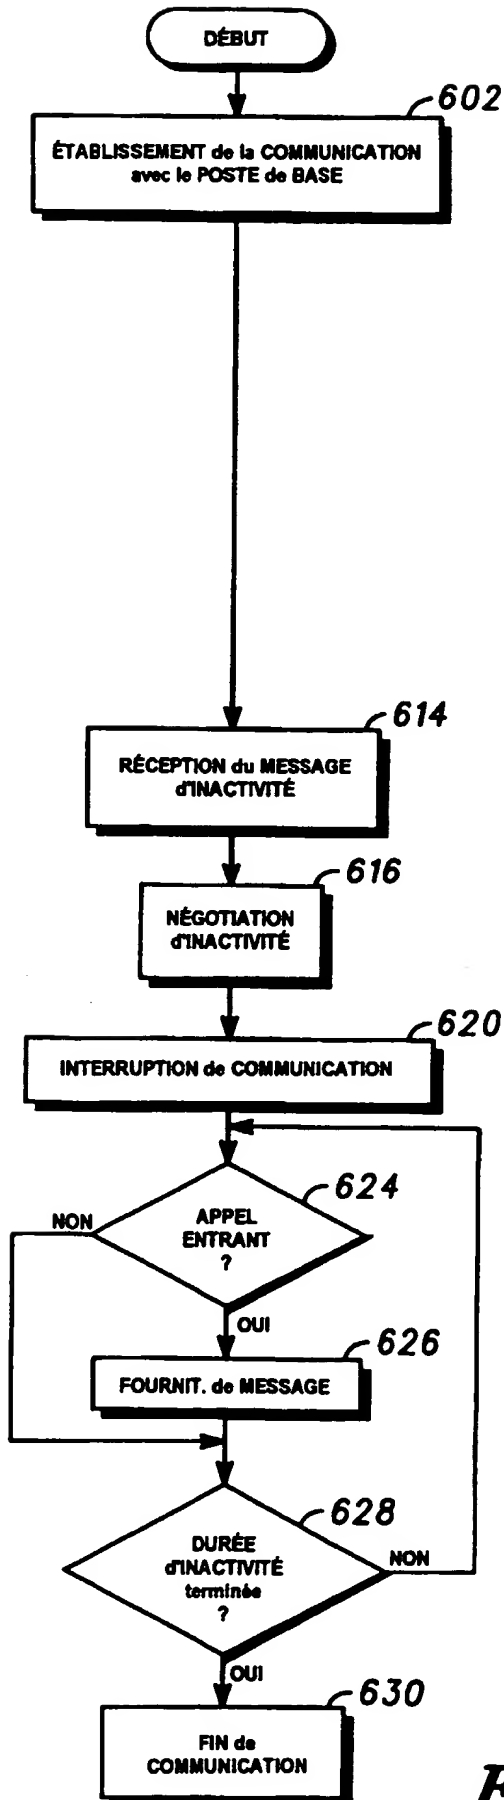 DÉBUT
602
ÉTABLISSEMENT de la COMMUNICATION
avec le POSTE de BASE
614
RÉCEPTION du MESSAGE
d'INACTIVITÉ
616
NÉGOTIATION
d'INACTIVITÉ
620
INTERRUPTION de COMMUNICATION
624
NON
APPEL
ENTRANT
?
OUI
626
FOURNIT. de MESSAGE
628
DURÉE
d'INACTIVITÉ
terminée
?
NON
OUI
630
FIN de
COMMUNICATION